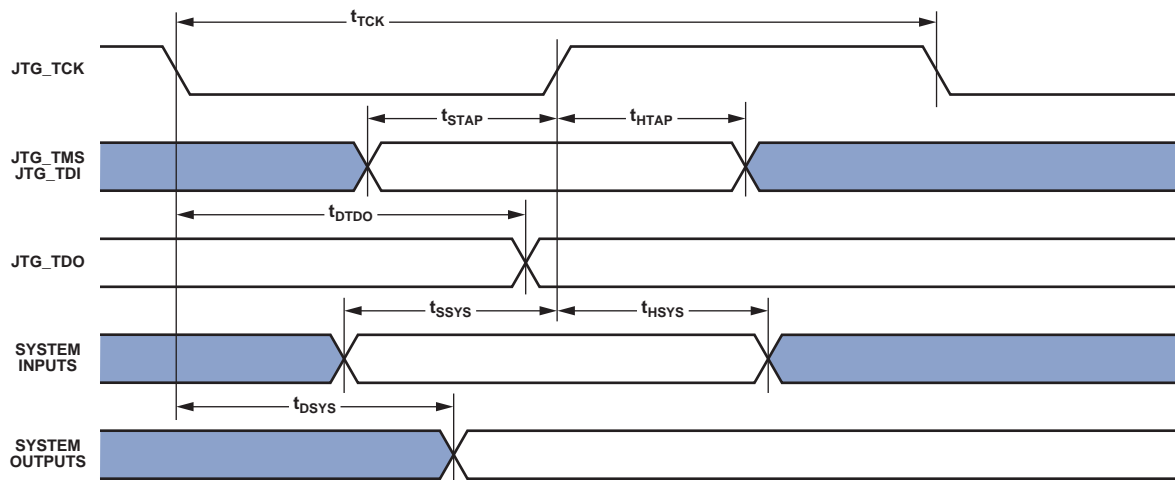 tTCK
JTG_TCK
tSTAP
tHTAP
JTG_TMS
JTG_TDI
tDTDO
JTG_TDO
tSSYS
tHSYS
SYSTEM
INPUTS
tDSYS
SYSTEM
OUTPUTS